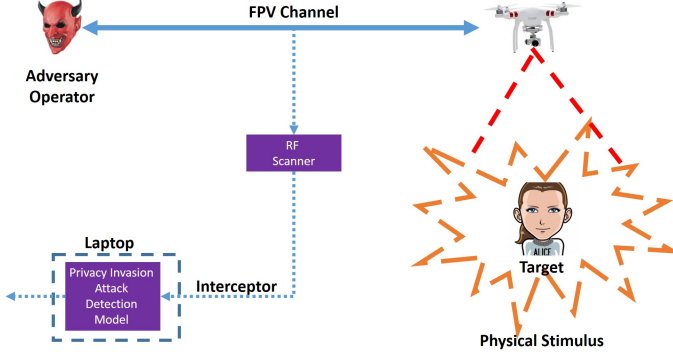 FPV Channel
Adversary
Operator
RF
Scanner
ALICE
Target
Laptop
Privacy Invasion
Attack
Detection
Model
Interceptor
Physical Stimulus